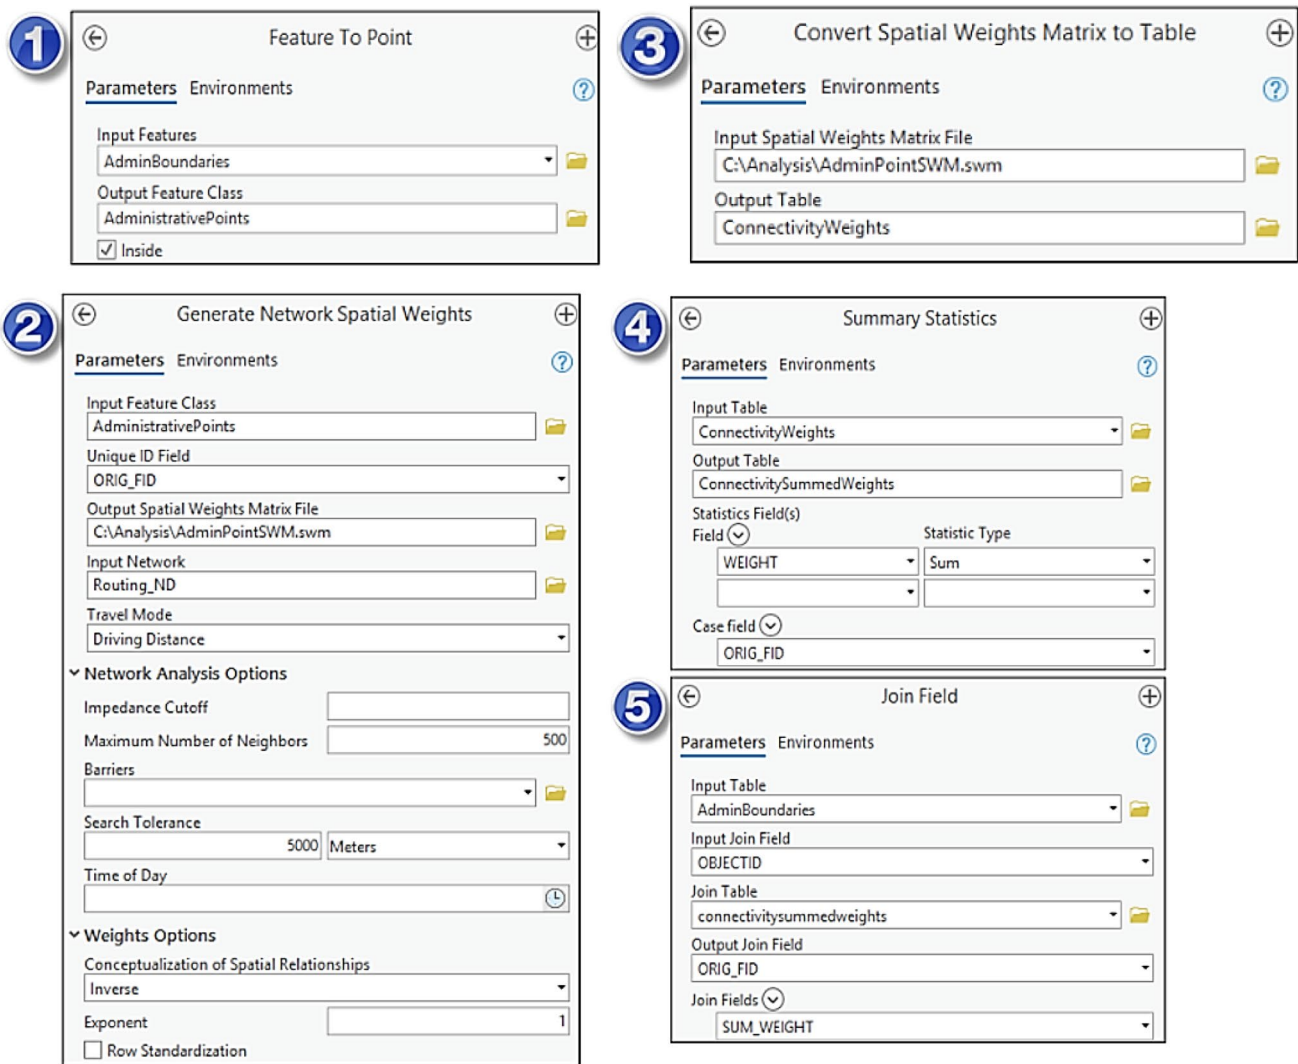 1
Feature To Point
Parameters Environments
Input Features
AdminBoundaries
Output Feature Class
AdministrativePoints
Inside
2
Generate Network Spatial Weights
Parameters Environments
Input Feature Class
AdministrativePoints
Unique ID Field
ORIG_FID
Output Spatial Weights Matrix File
C:\Analysis\AdminPointSWM.swm
Input Network
Routing_ND
Travel Mode
Driving Distance
Network Analysis Options
Impedance Cutoff
Maximum Number of Neighbors 500
Barriers
Search Tolerance
5000 Meters
Time of Day
Weights Options
Conceptualization of Spatial Relationships
Inverse
Exponent 1
Row Standardization
3
Convert Spatial Weights Matrix to Table
Parameters Environments
Input Spatial Weights Matrix File
C:\Analysis\AdminPointSWM.swm
Output Table
ConnectivityWeights
4
Summary Statistics
Parameters Environments
Input Table
ConnectivityWeights
Output Table
ConnectivitySummedWeights
Statistics Field(s)
Field Statistic Type
WEIGHT Sum
Case field
ORIG_FID
5
Join Field
Parameters Environments
Input Table
AdminBoundaries
Input Join Field
OBJECTID
Join Table
connectivitysummedweights
Output Join Field
ORIG_FID
Join Fields
SUM_WEIGHT